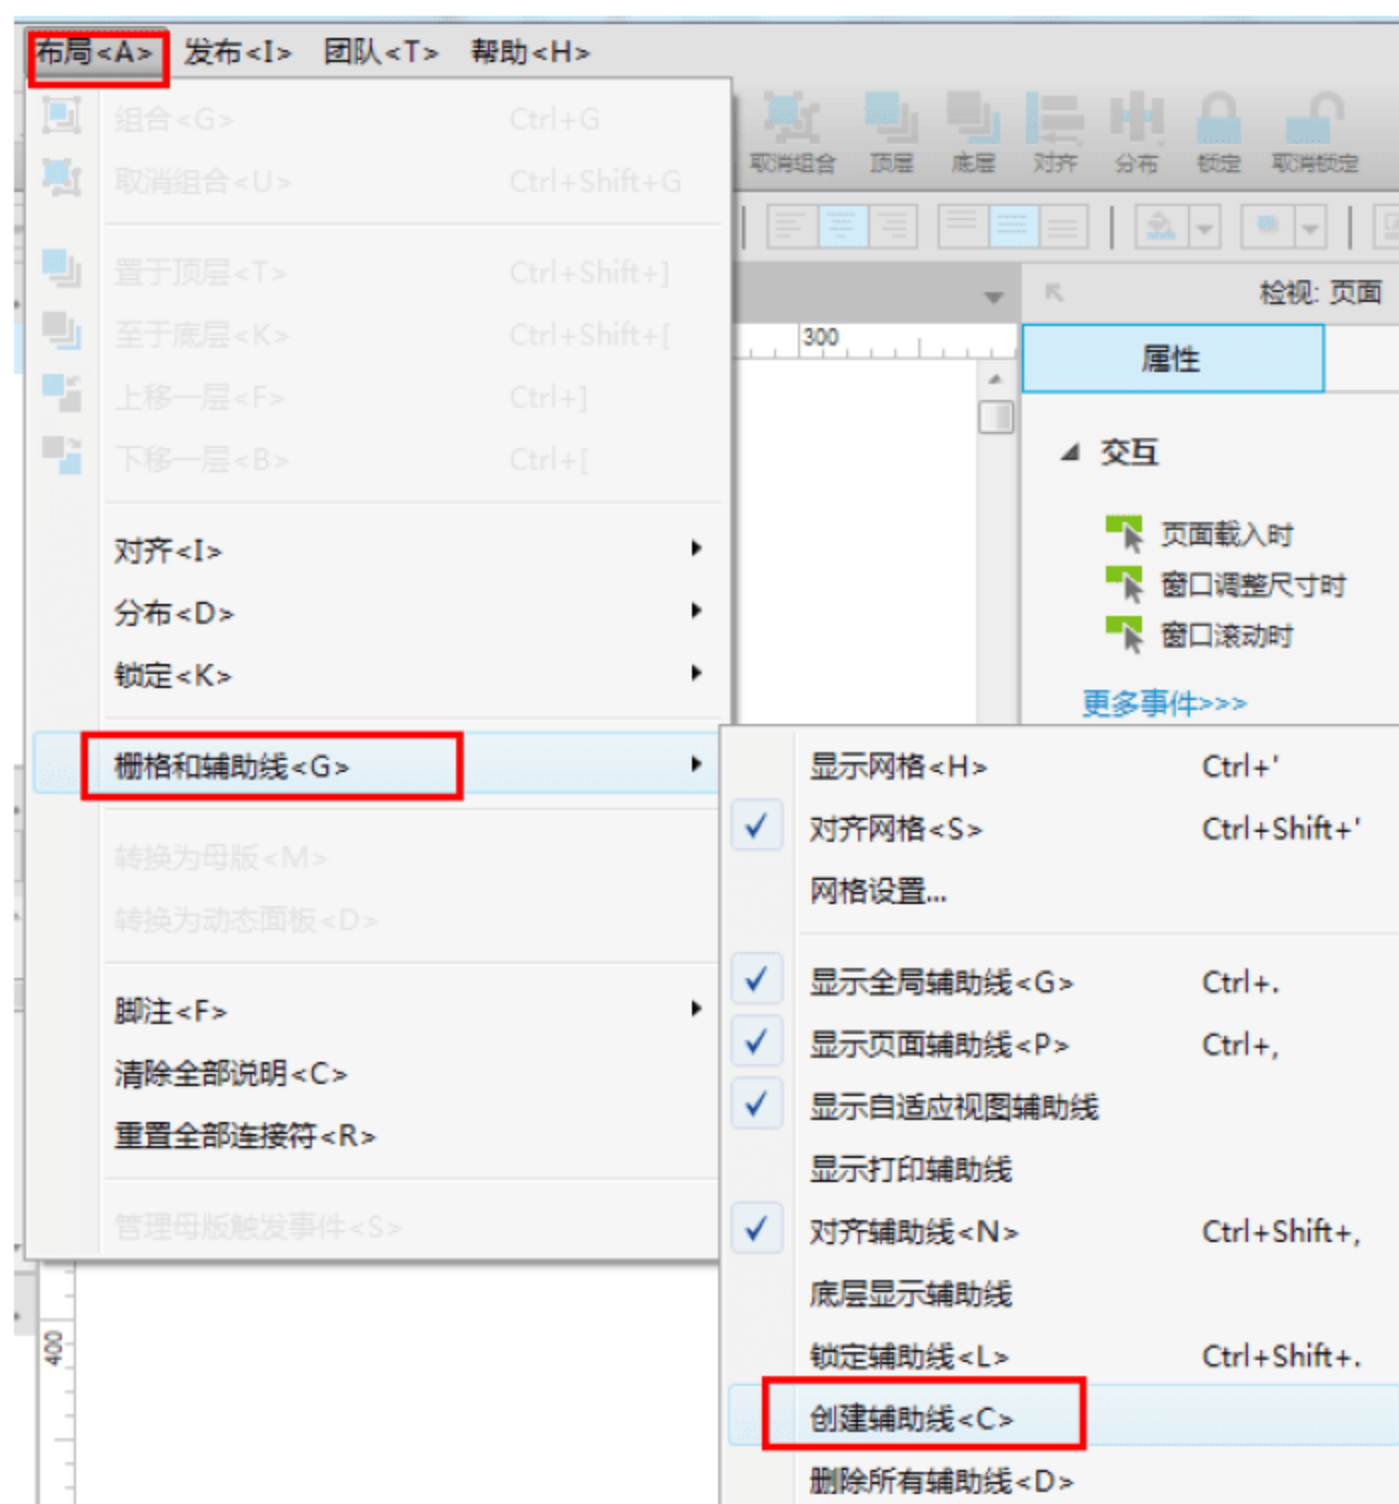 布局<A> 发布<I> 团队<T> 帮助<H>
取消组合 顶层 底层 对齐 分布 锁定 取消锁定
组合<G> Ctrl+G
取消组合<U> Ctrl+Shift+G
置于顶层<T> Ctrl+Shift+]
至于底层<K> Ctrl+Shift+[
上移一层<F> Ctrl+]
下移一层<B> Ctrl+[
对齐<I>
分布<D>
锁定<K>
栅格和辅助线<G>
转换为母版<M>
转换为动态面板<D>
脚注<F>
清除全部说明<C>
重置全部连接符<R>
管理母版触发事件<S>
300
检视: 页面
属性
交互
页面载入时
窗口调整尺寸时
窗口滚动时
更多事件>>>
显示网格<H> Ctrl+'
对齐网格<S> Ctrl+Shift+'
网格设置...
显示全局辅助线<G> Ctrl+.
显示页面辅助线<P> Ctrl+,
显示自适应视图辅助线
显示打印辅助线
对齐辅助线<N> Ctrl+Shift+,
底层显示辅助线
锁定辅助线<L> Ctrl+Shift+.
创建辅助线<C>
删除所有辅助线<D>
400